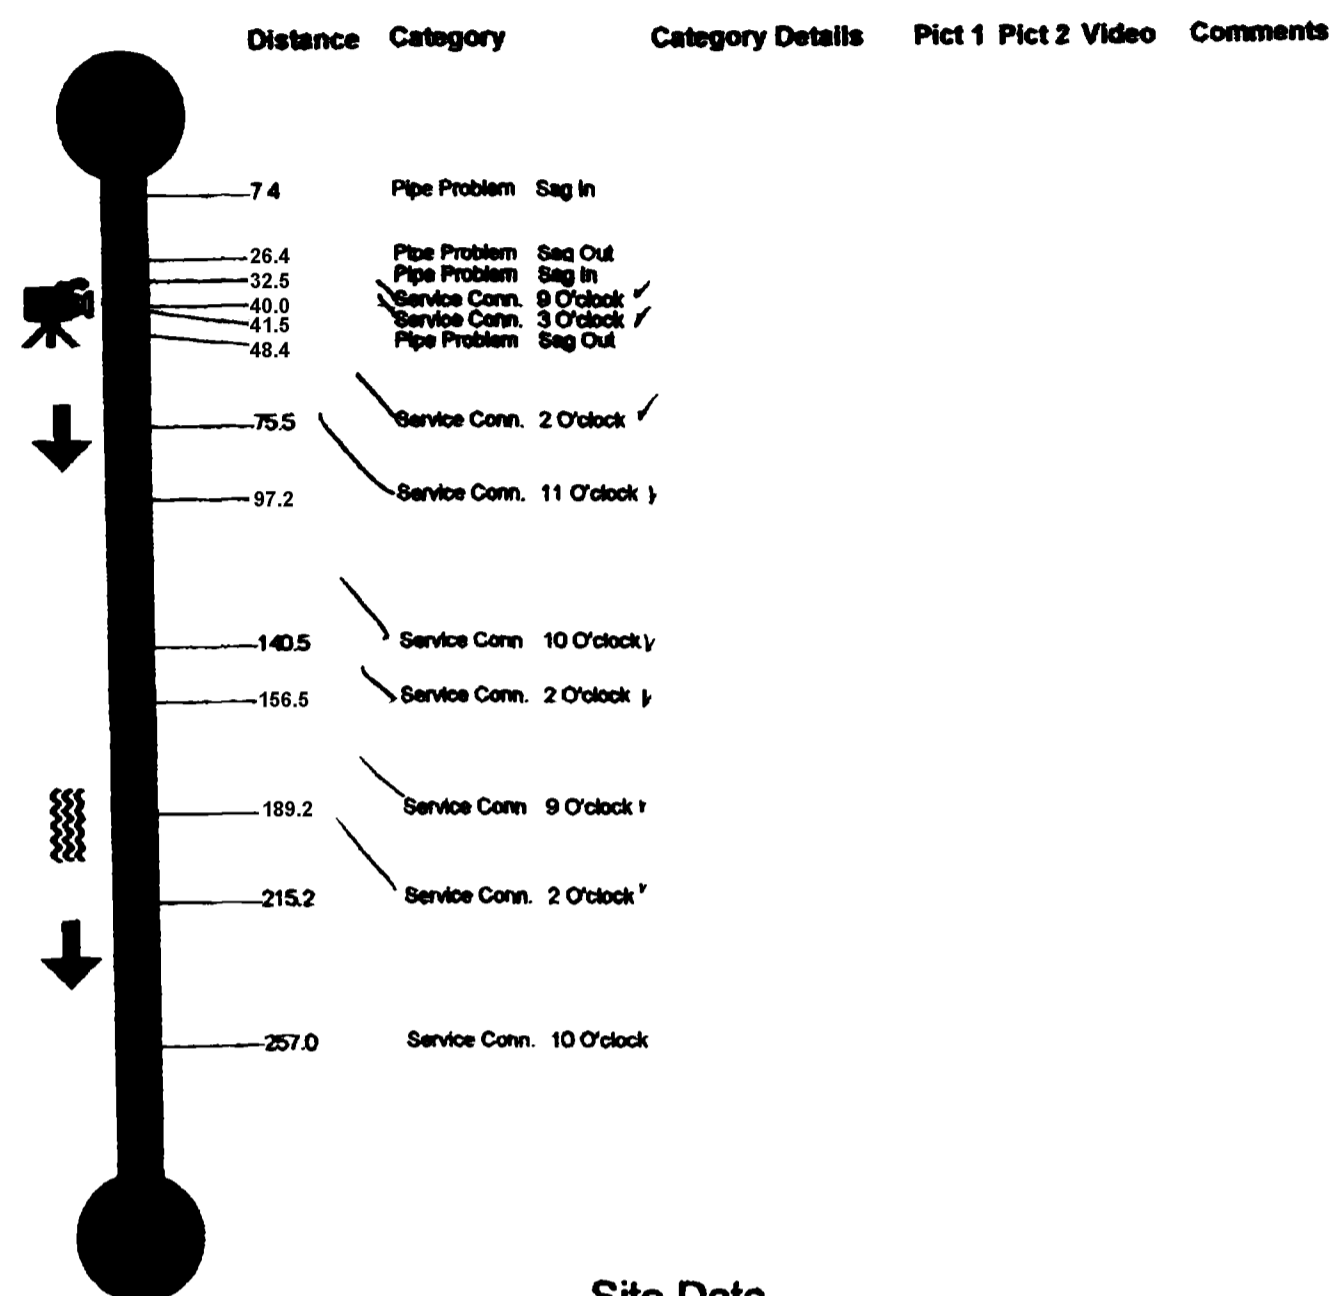 Distance Category Category Details Pict 1 Pict 2 Video Comments
7 4 Pipe Problem Sag In
26.4 Pipe Problem Sag Out
32.5 Pipe Problem Sag In
40.0 Service Conn. 9 O'clock
41.5 Service Conn. 3 O'clock
48.4 Pipe Problem Sag Out
75.5 Service Conn. 2 O'clock
97.2 Service Conn. 11 O'clock
140.5 Service Conn 10 O'clock
156.5 Service Conn. 2 O'clock
189.2 Service Conn 9 O'clock
215.2 Service Conn. 2 O'clock
257.0 Service Conn. 10 O'clock
Site Data